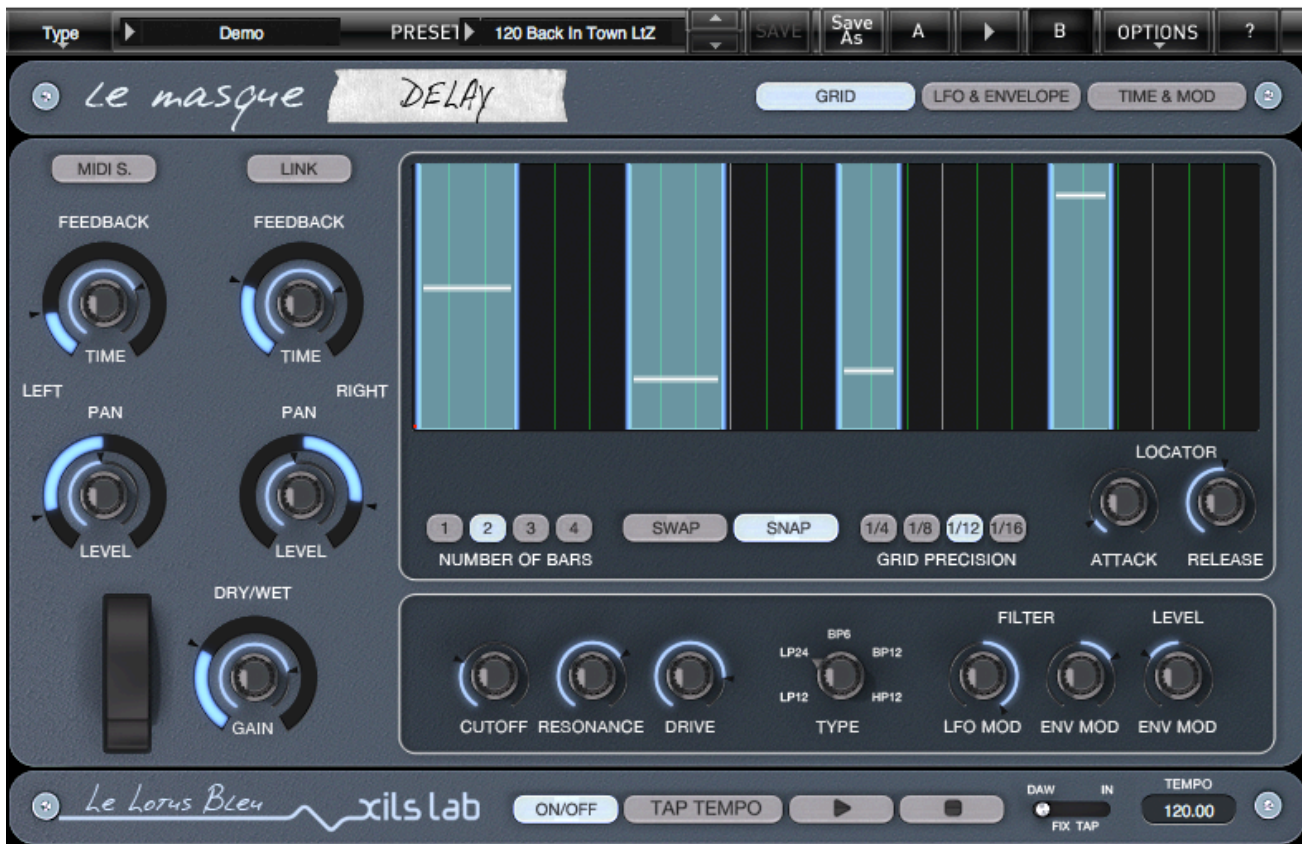 Type Demo PRESET 120 Back In Town LtZ SAVE Save As A B OPTIONS ?
Le masque DELAY GRID LFO & ENVELOPE TIME & MOD
MIDI S. LINK
FEEDBACK FEEDBACK
TIME TIME
LEFT RIGHT
PAN PAN
LEVEL LEVEL
LOCATOR
1 2 3 4 SWAP SNAP 1/4 1/8 1/12 1/16
NUMBER OF BARS GRID PRECISION ATTACK RELEASE
DRY/WET
GAIN
FILTER LEVEL
BP6
LP24 BP12
LP12 HP12
CUTOFF RESONANCE DRIVE TYPE LFO MOD ENV MOD ENV MOD
Le Lotus Bleu xils lab ON/OFF TAP TEMPO
DAW IN
FIX TAP
TEMPO
120.00